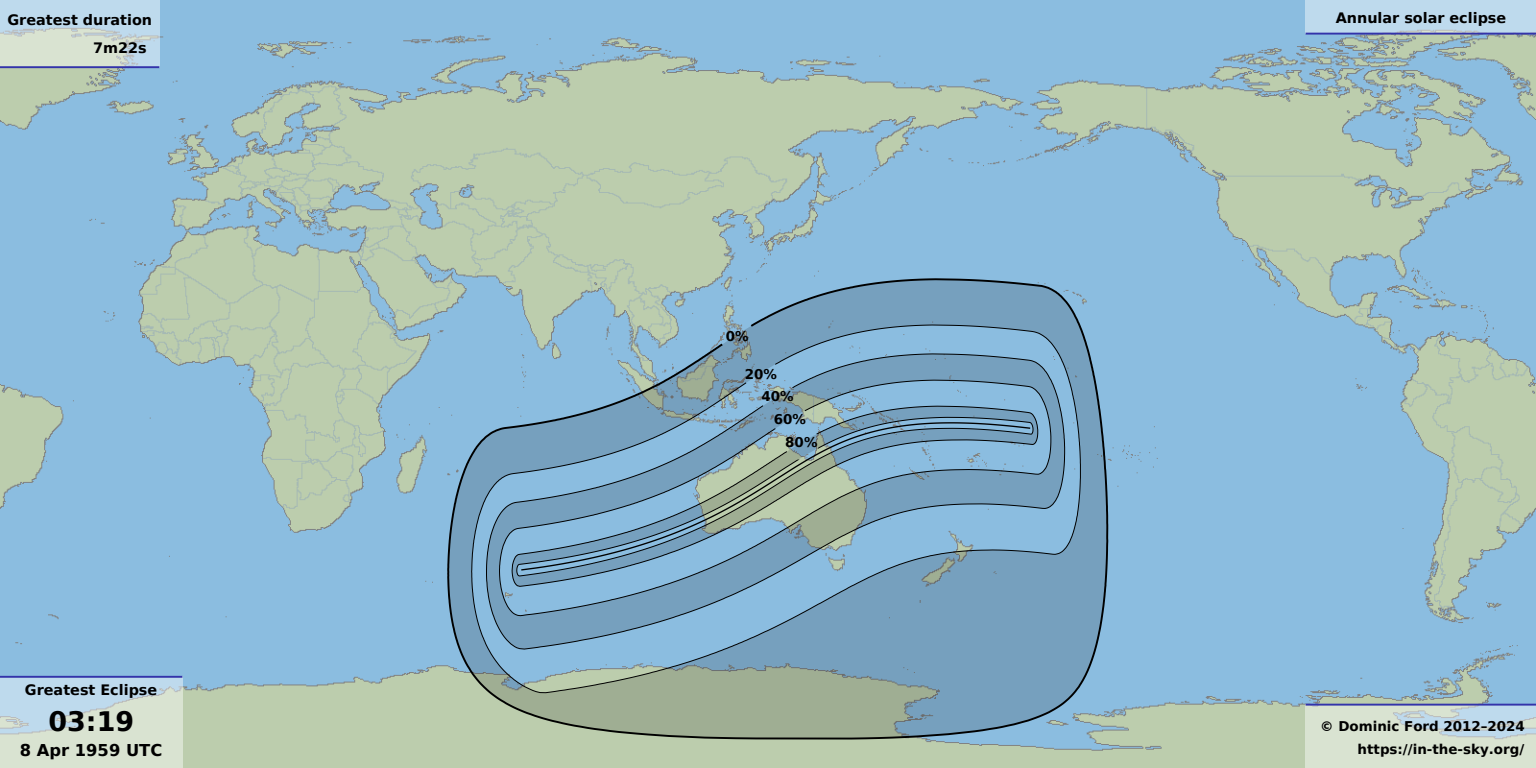 Greatest duration
7m22s
Annular solar eclipse
0%
20%
40%
60%
80%
Greatest Eclipse
03:19
8 Apr 1959 UTC
© Dominic Ford 2012–2024
https://in-the-sky.org/